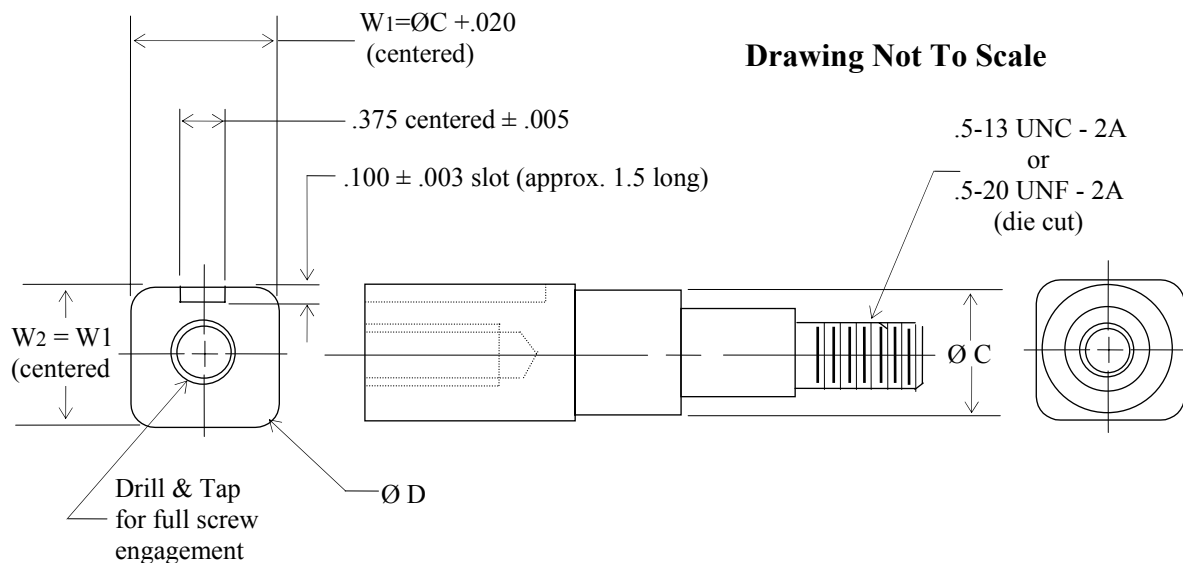 W1=ØC +.020
(centered)
Drawing Not To Scale
.375 centered ± .005
.100 ± .003 slot (approx. 1.5 long)
.5-13 UNC - 2A
or
.5-20 UNF - 2A
(die cut)
W2 = W1
(centered
Ø C
Drill & Tap
for full screw
engagement
Ø D